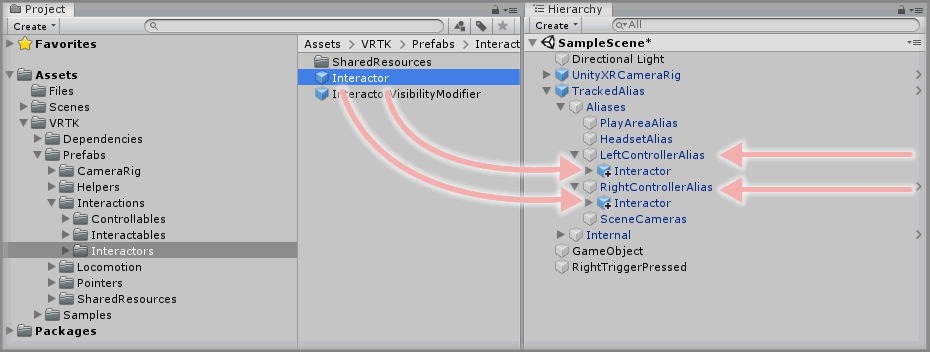 Project
Create
Favorites
Assets
Files
Scenes
VRTK
Dependencies
Prefabs
CameraRig
Helpers
Interactions
Controllables
Interactables
Interactors
Locomotion
Pointers
SharedResources
Samples
Packages
Assets > VRTK > Prefabs > Interact
SharedResources
Interactor
InteractorVisibilityModifier
Hierarchy
Create
All
SampleScene*
Directional Light
UnityXRCameraRig
TrackedAlias
Aliases
PlayAreaAlias
HeadsetAlias
LeftControllerAlias
Interactor
RightControllerAlias
Interactor
SceneCameras
Internal
GameObject
RightTriggerPressed